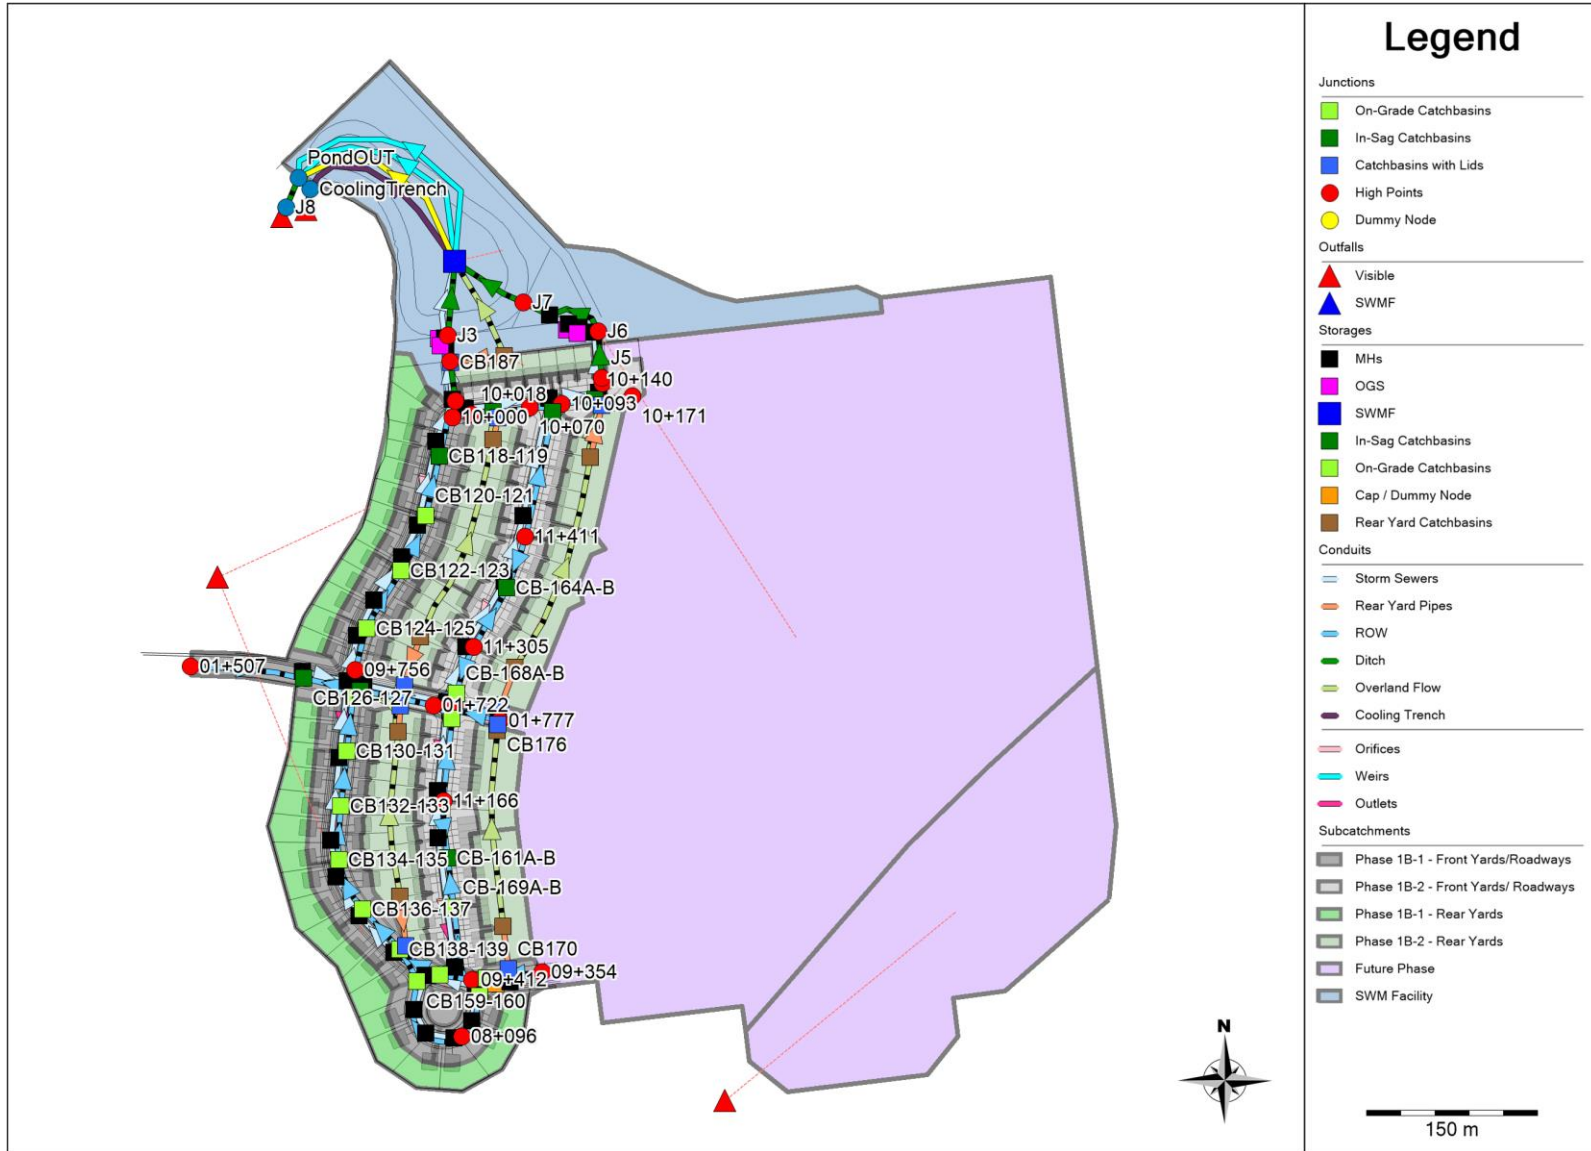 Legend
Junctions
On-Grade Catchbasins
In-Sag Catchbasins
Catchbasins with Lids
High Points
Dummy Node
Outfalls
Visible
SWMF
Storages
MHs
OGS
SWMF
In-Sag Catchbasins
On-Grade Catchbasins
Cap / Dummy Node
Rear Yard Catchbasins
Conduits
Storm Sewers
Rear Yard Pipes
ROW
Ditch
Overland Flow
Cooling Trench
Orifices
Weirs
Outlets
Subcatchments
Phase 1B-1 - Front Yards/Roadways
Phase 1B-2 - Front Yards/ Roadways
Phase 1B-1 - Rear Yards
Phase 1B-2 - Rear Yards
Future Phase
SWM Facility
N
150 m
PondOUT
CoolingTrench
J8
J7
J3
J6
CB187
J5
10+140
10+018
10+093
10+000
10+070
10+171
CB118-119
CB120-121
11+411
CB122-123
CB-164A-B
CB124-125
11+305
01+507
09+756
CB-168A-B
CB126-127
01+722
01+777
CB176
CB130-131
11+166
CB132-133
CB134-135
CB-161A-B
CB-169A-B
CB136-137
CB138-139
CB170
09+412
09+354
CB159-160
08+096